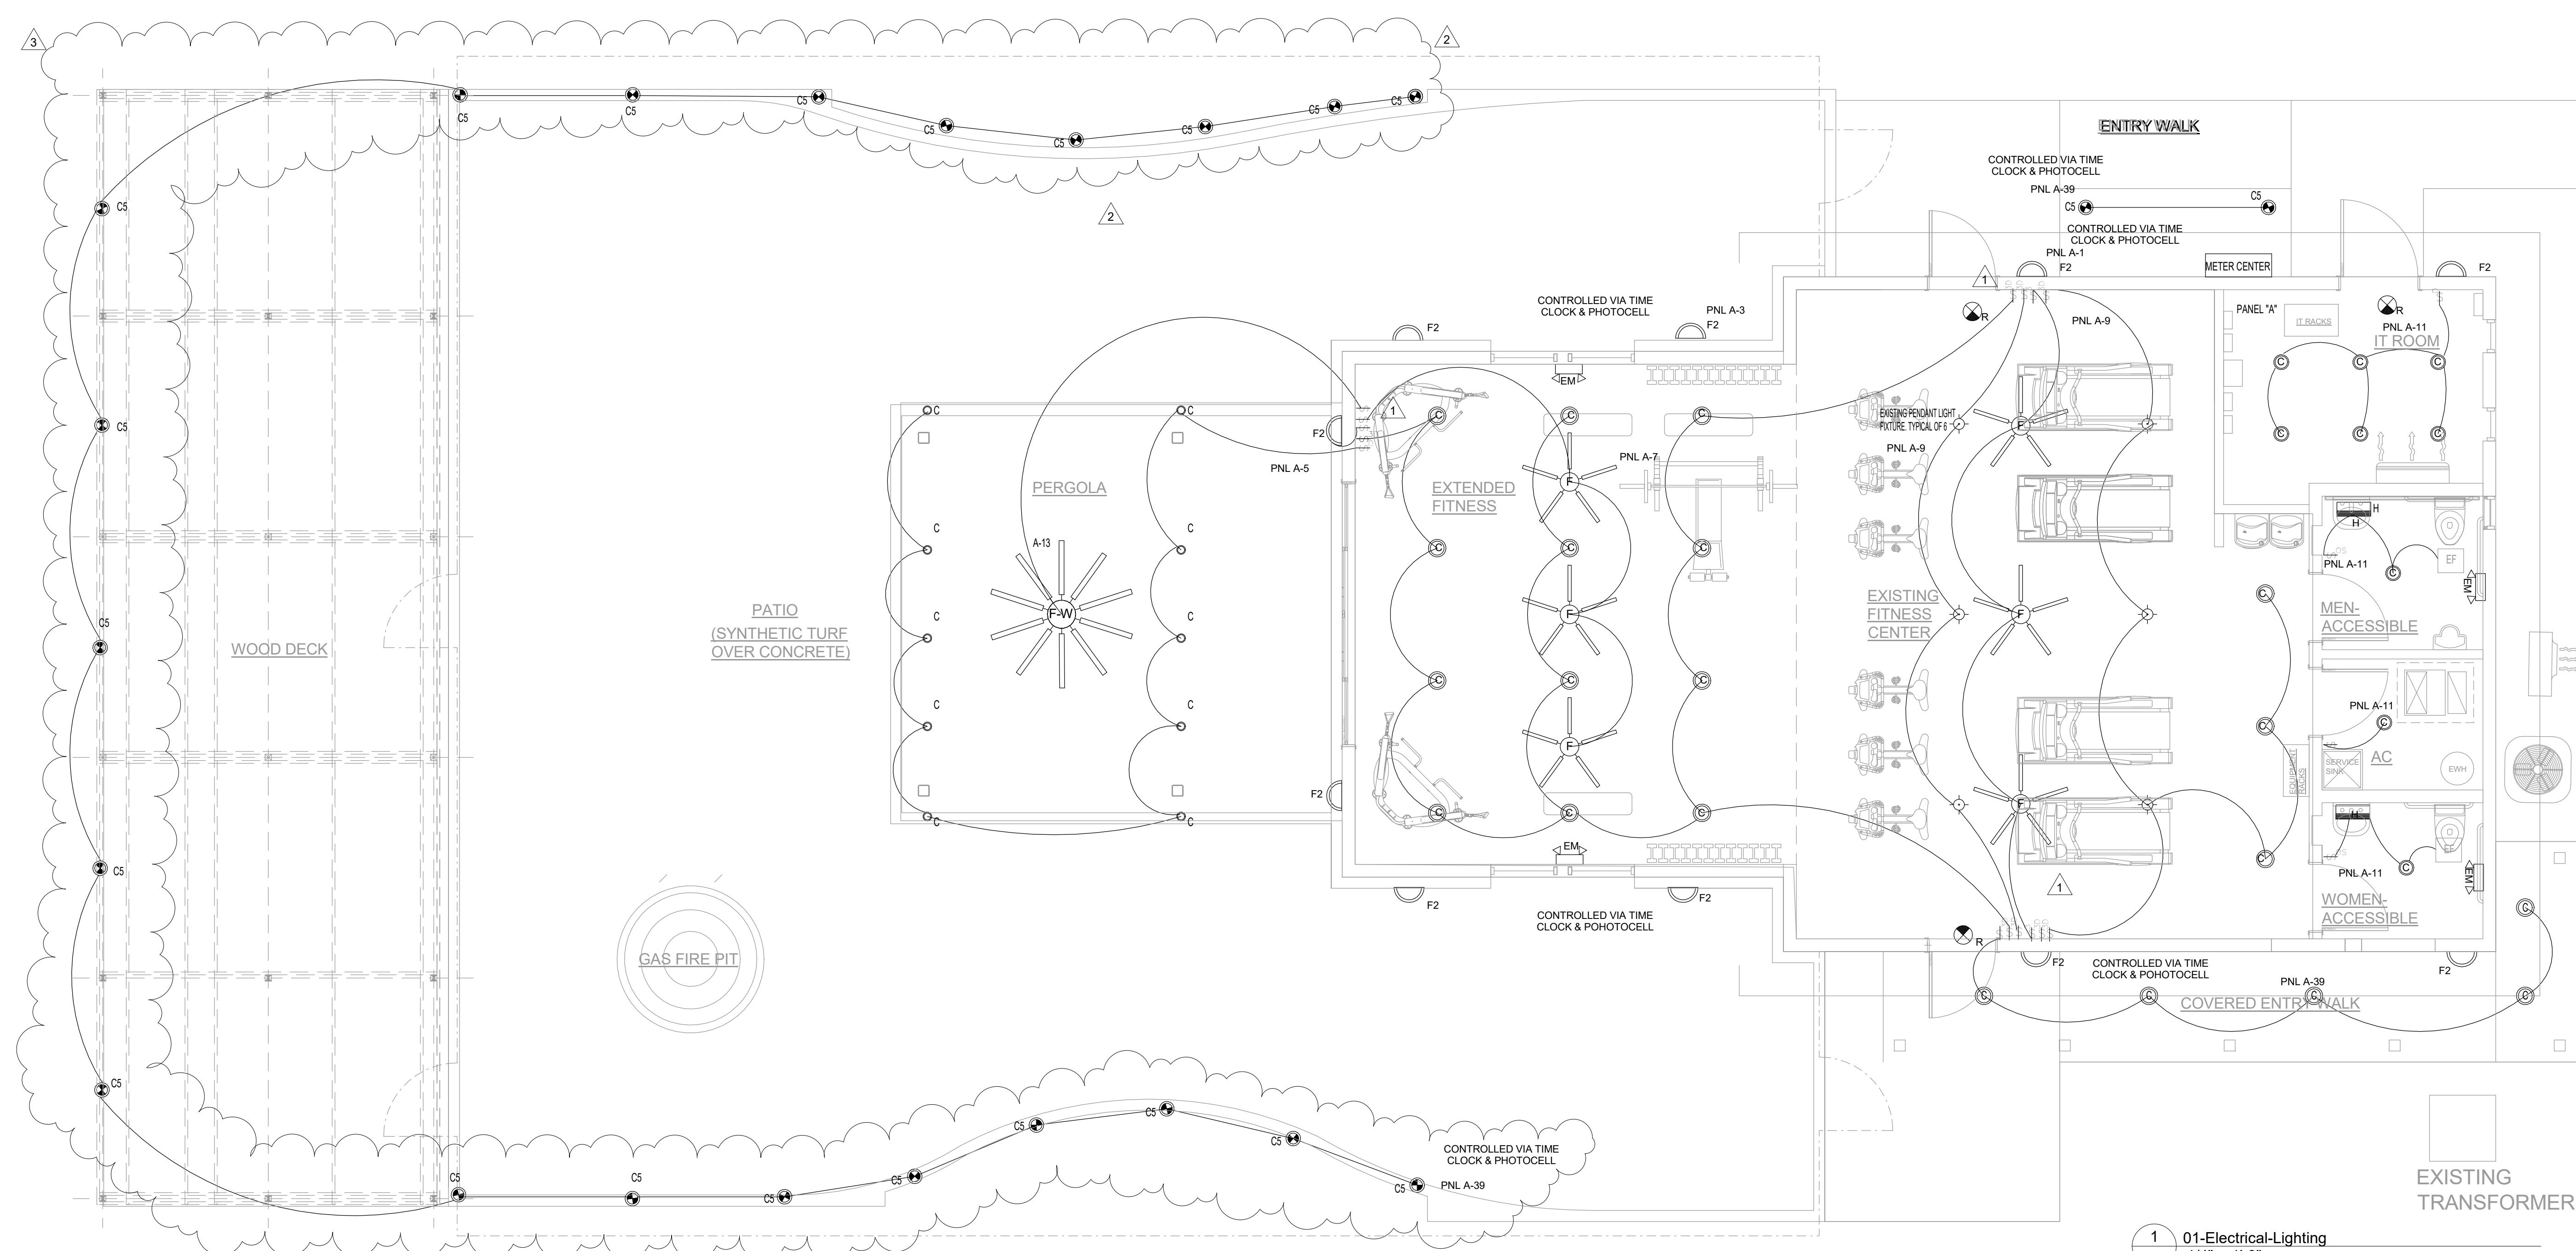 3
2
C5
C5
C5
C5
C5
C5
C5
C5
2
C5
C5
C5
C5
C5
C5
WOOD DECK
PATIO
(SYNTHETIC TURF
OVER CONCRETE)
GAS FIRE PIT
PERGOLA
A-13
F-W
C
C
C
C
C
C
C
C
C
C
PNL A-5
F2
F2
1
CONTROLLED VIA TIME
CLOCK & PHOTOCELL
PNL A-3
F2
F2
EM
EXTENDED
FITNESS
PNL A-7
C
C
C
C
C
C
C
C
C
C
C
C
F
F
F
EM
F2
F2
CONTROLLED VIA TIME
CLOCK & POHOTOCELL
ENTRY WALK
CONTROLLED VIA TIME
CLOCK & PHOTOCELL
PNL A-39
C5
C5
CONTROLLED VIA TIME
CLOCK & PHOTOCELL
PNL A-1
F2
METER CENTER
F2
1
R
PNL A-9
PANEL "A"
IT RACKS
R
PNL A-11
IT ROOM
C
C
C
C
C
C
EXISTING PENDANT LIGHT
FIXTURE. TYPICAL OF 6
PNL A-9
F
F
F
EXISTING
FITNESS
CENTER
C
C
C
H
H
EF
EM
PNL A-11
C
MEN-
ACCESSIBLE
PNL A-11
C
AC
SERVICE
SINK
EWH
EQUIPMENT
RACKS
H
EF
EM
C
PNL A-11
WOMEN-
ACCESSIBLE
1
R
F2
F2
CONTROLLED VIA TIME
CLOCK & POHOTOCELL
PNL A-39
COVERED ENTRY WALK
C
C
C
C
C
C5
C5
C5
C5
C5
C5
C5
C5
CONTROLLED VIA TIME
CLOCK & PHOTOCELL
PNL A-39
EXISTING
TRANSFORMER
1
01-Electrical-Lighting